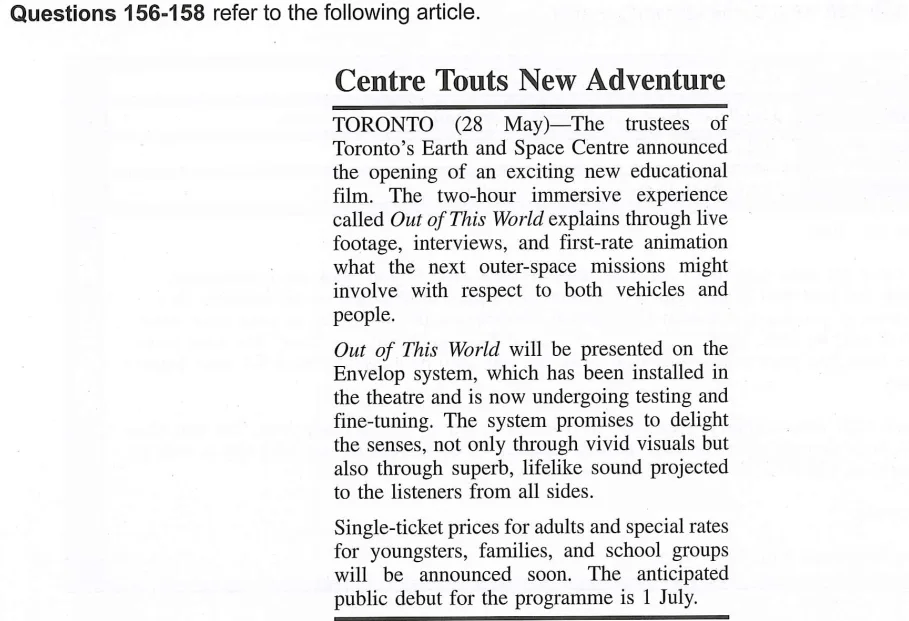 Questions 156-158 refer to the following article.
Centre Touts New Adventure
TORONTO (28 May)—The trustees of
Toronto's Earth and Space Centre announced
the opening of an exciting new educational
film. The two-hour immersive experience
called Out of This World explains through live
footage, interviews, and first-rate animation
what the next outer-space missions might
involve with respect to both vehicles and
people.
Out of This World will be presented on the
Envelop system, which has been installed in
the theatre and is now undergoing testing and
fine-tuning. The system promises to delight
the senses, not only through vivid visuals but
also through superb, lifelike sound projected
to the listeners from all sides.
Single-ticket prices for adults and special rates
for youngsters, families, and school groups
will be announced soon. The anticipated
public debut for the programme is 1 July.